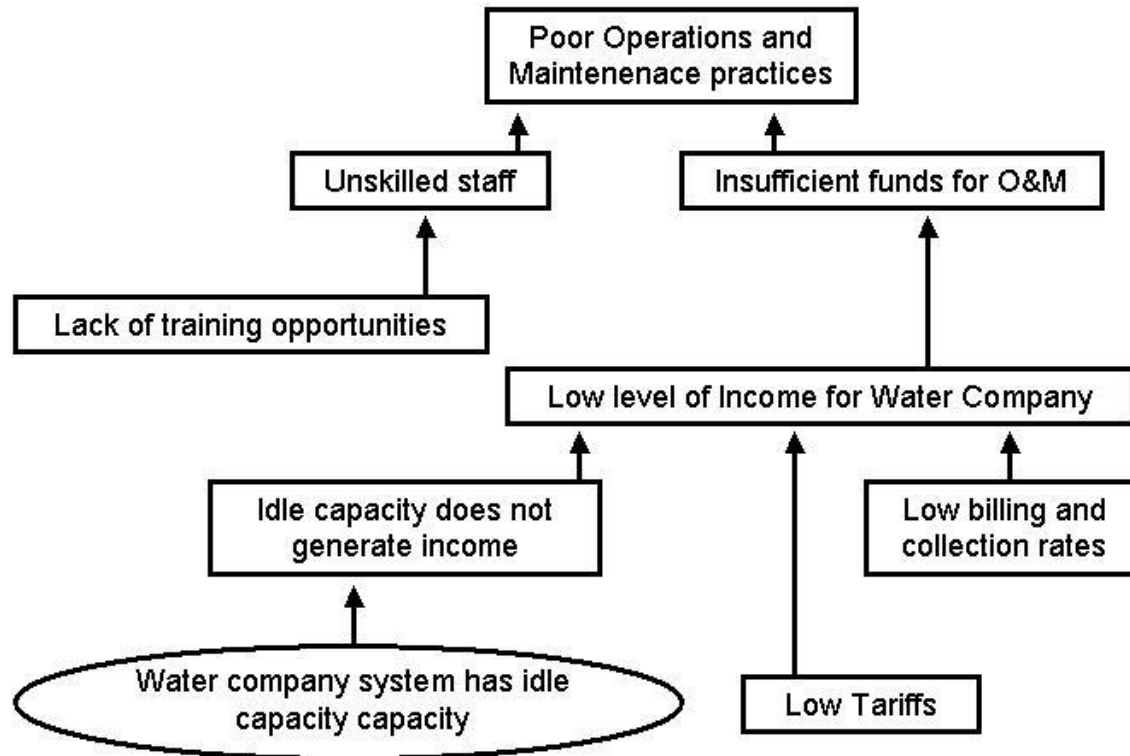 Poor Operations and
Maintenenace practices
Unskilled staff
Insufficient funds for O&M
Lack of training opportunities
Low level of Income for Water Company
Idle capacity does not
generate income
Low billing and
collection rates
Water company system has idle
capacity capacity
Low Tariffs